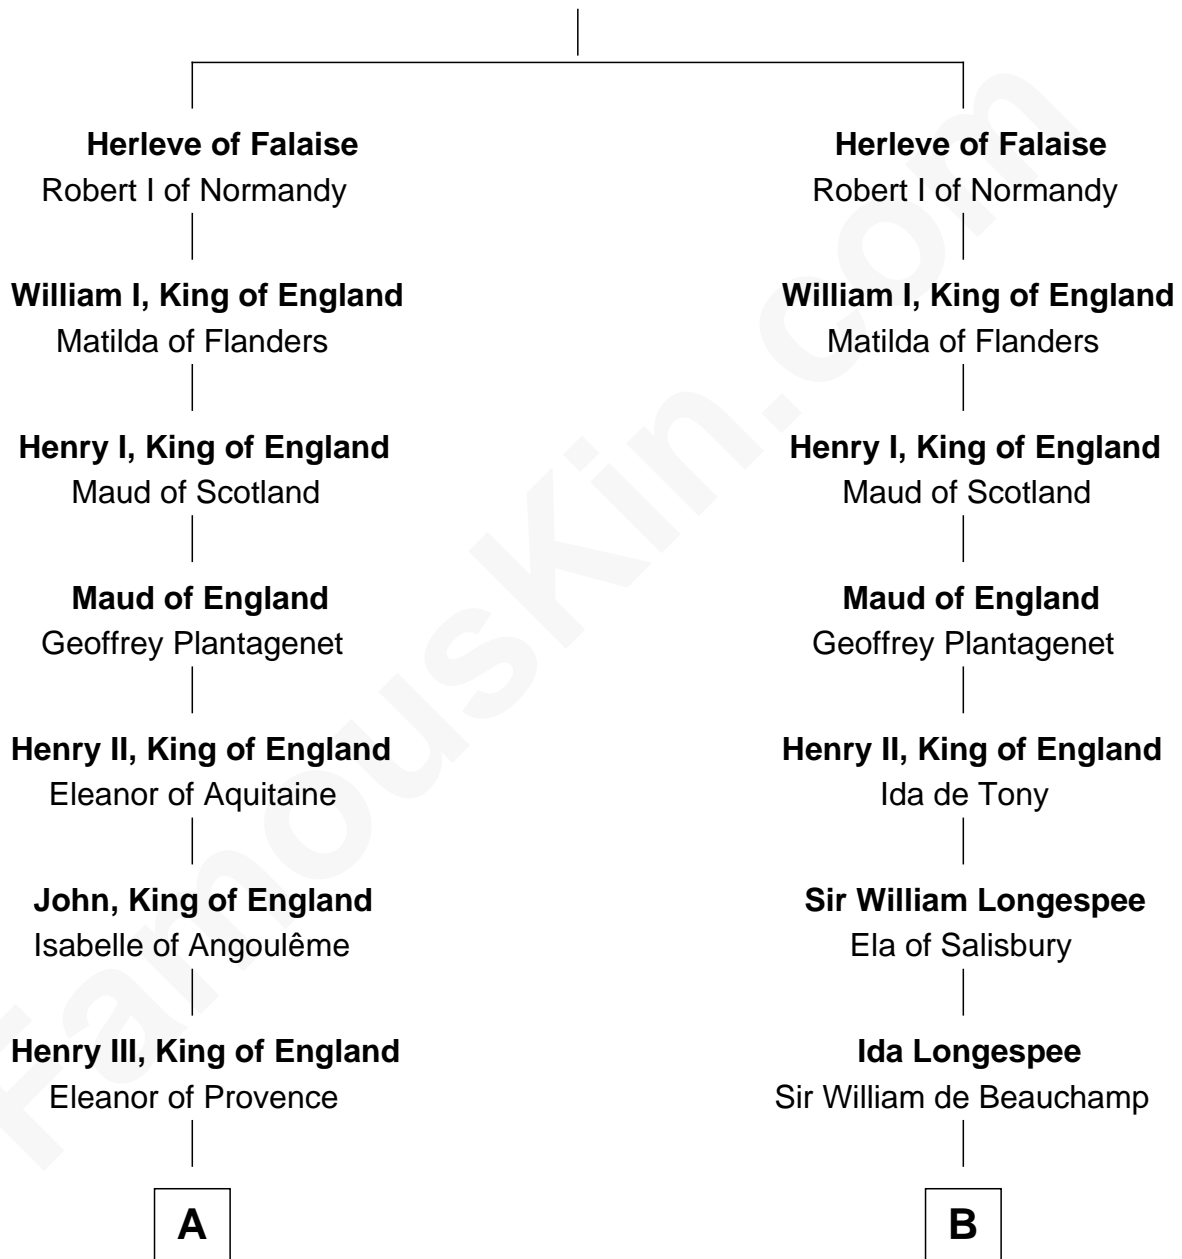 Herleve of Falaise
Robert I of Normandy
William I, King of England
Matilda of Flanders
Henry I, King of England
Maud of Scotland
Maud of England
Geoffrey Plantagenet
Henry II, King of England
Eleanor of Aquitaine
John, King of England
Isabelle of Angoulême
Henry III, King of England
Eleanor of Provence
A
Herleve of Falaise
Robert I of Normandy
William I, King of England
Matilda of Flanders
Henry I, King of England
Maud of Scotland
Maud of England
Geoffrey Plantagenet
Henry II, King of England
Ida de Tony
Sir William Longespee
Ela of Salisbury
Ida Longespee
Sir William de Beauchamp
B
FamousKin.com